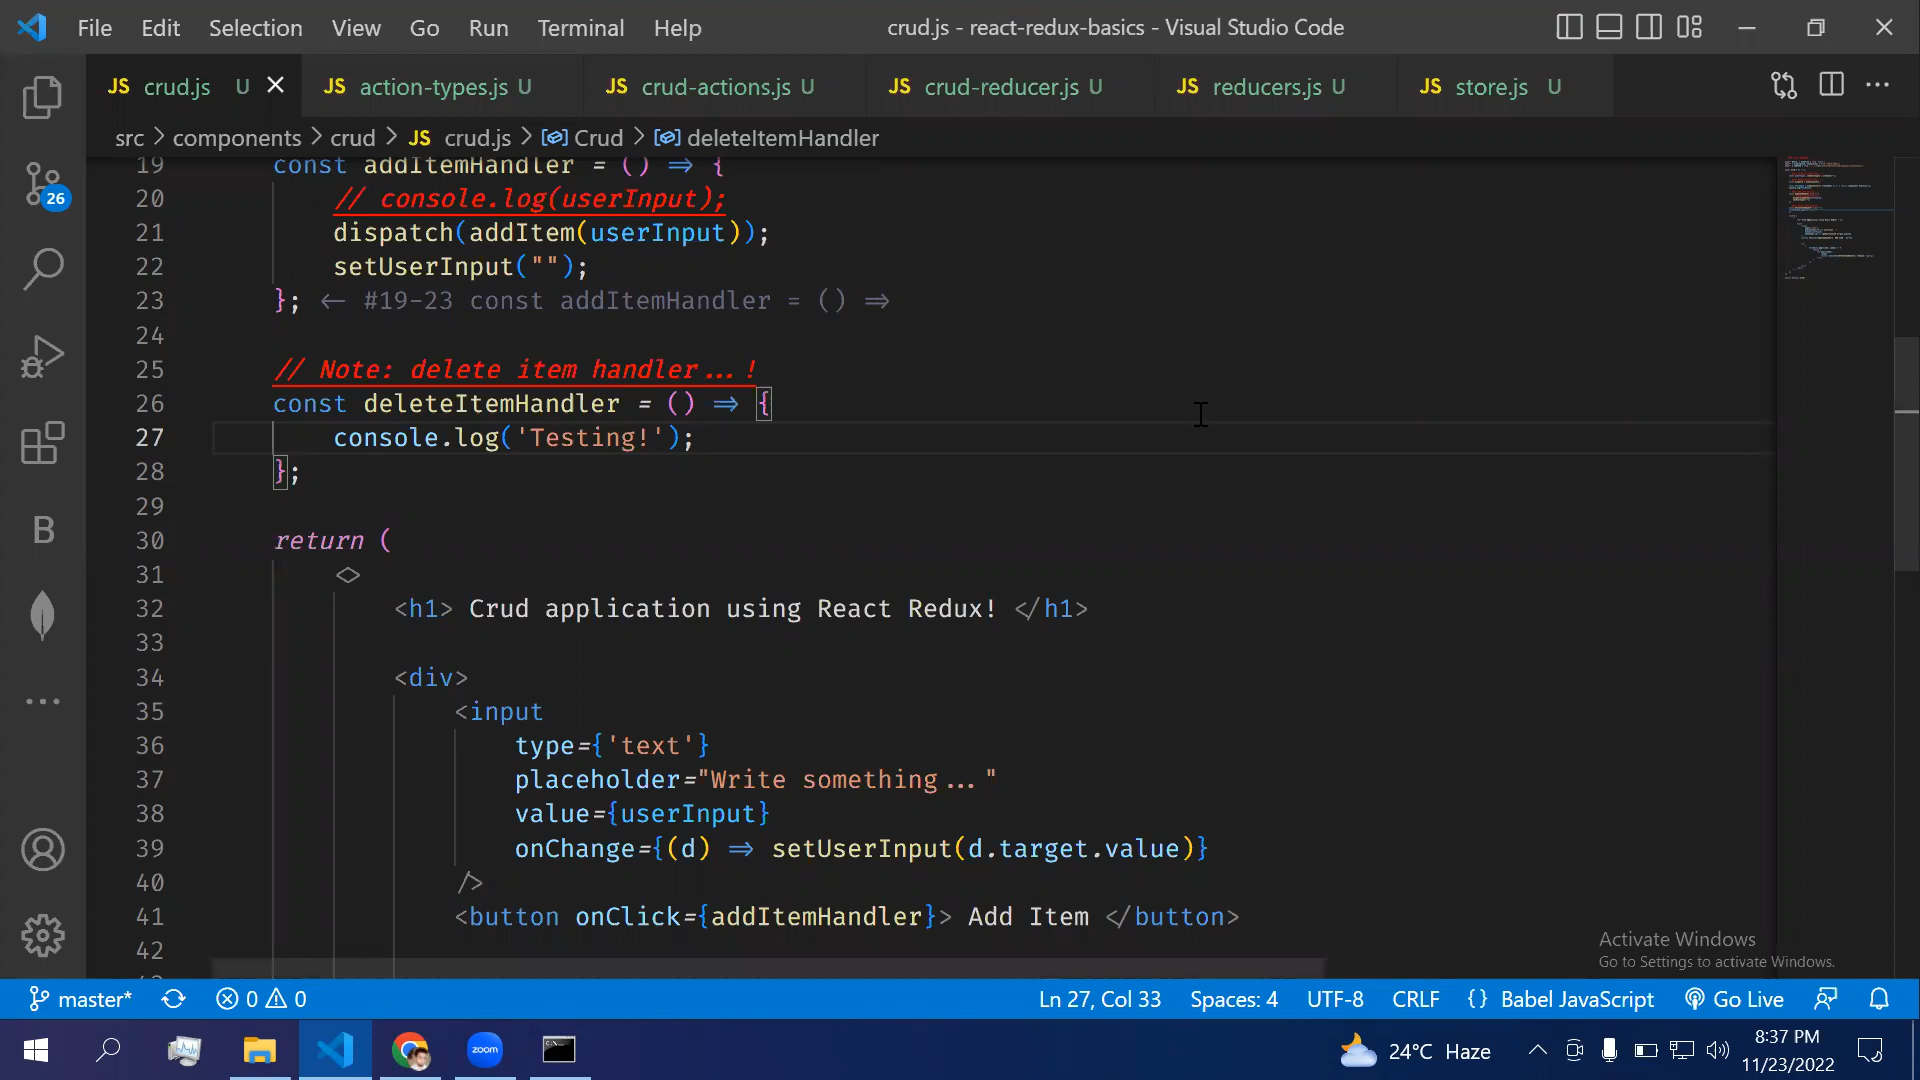 File Edit Selection View Go Run Terminal Help crud.js - react-redux-basics - Visual Studio Code
JS crud.js U JS action-types.js U JS crud-actions.js U JS crud-reducer.js U JS reducers.js U JS store.js U
src > components > crud > JS crud.js > Crud > deleteItemHandler
19 const addItemHandler = () => {
20 // console.log(userInput);
21 dispatch(addItem(userInput));
22 setUserInput("");
23 }; <- #19-23 const addItemHandler = () =>
24
25 // Note: delete item handler...!
26 const deleteItemHandler = () => {
27 console.log('Testing!');
28 };
29
30 return (
31 <>
32 <h1> Crud application using React Redux! </h1>
33
34 <div>
35 <input
36 type={'text'}
37 placeholder="Write something..."
38 value={userInput}
39 onChange={(d) => setUserInput(d.target.value)}
40 />
41 <button onClick={addItemHandler}> Add Item </button>
42
26
B
Activate Windows
Go to Settings to activate Windows.
master* 0 0 Ln 27, Col 33 Spaces: 4 UTF-8 CRLF {} Babel JavaScript Go Live
zoom 24°C Haze 8:37 PM
11/23/2022